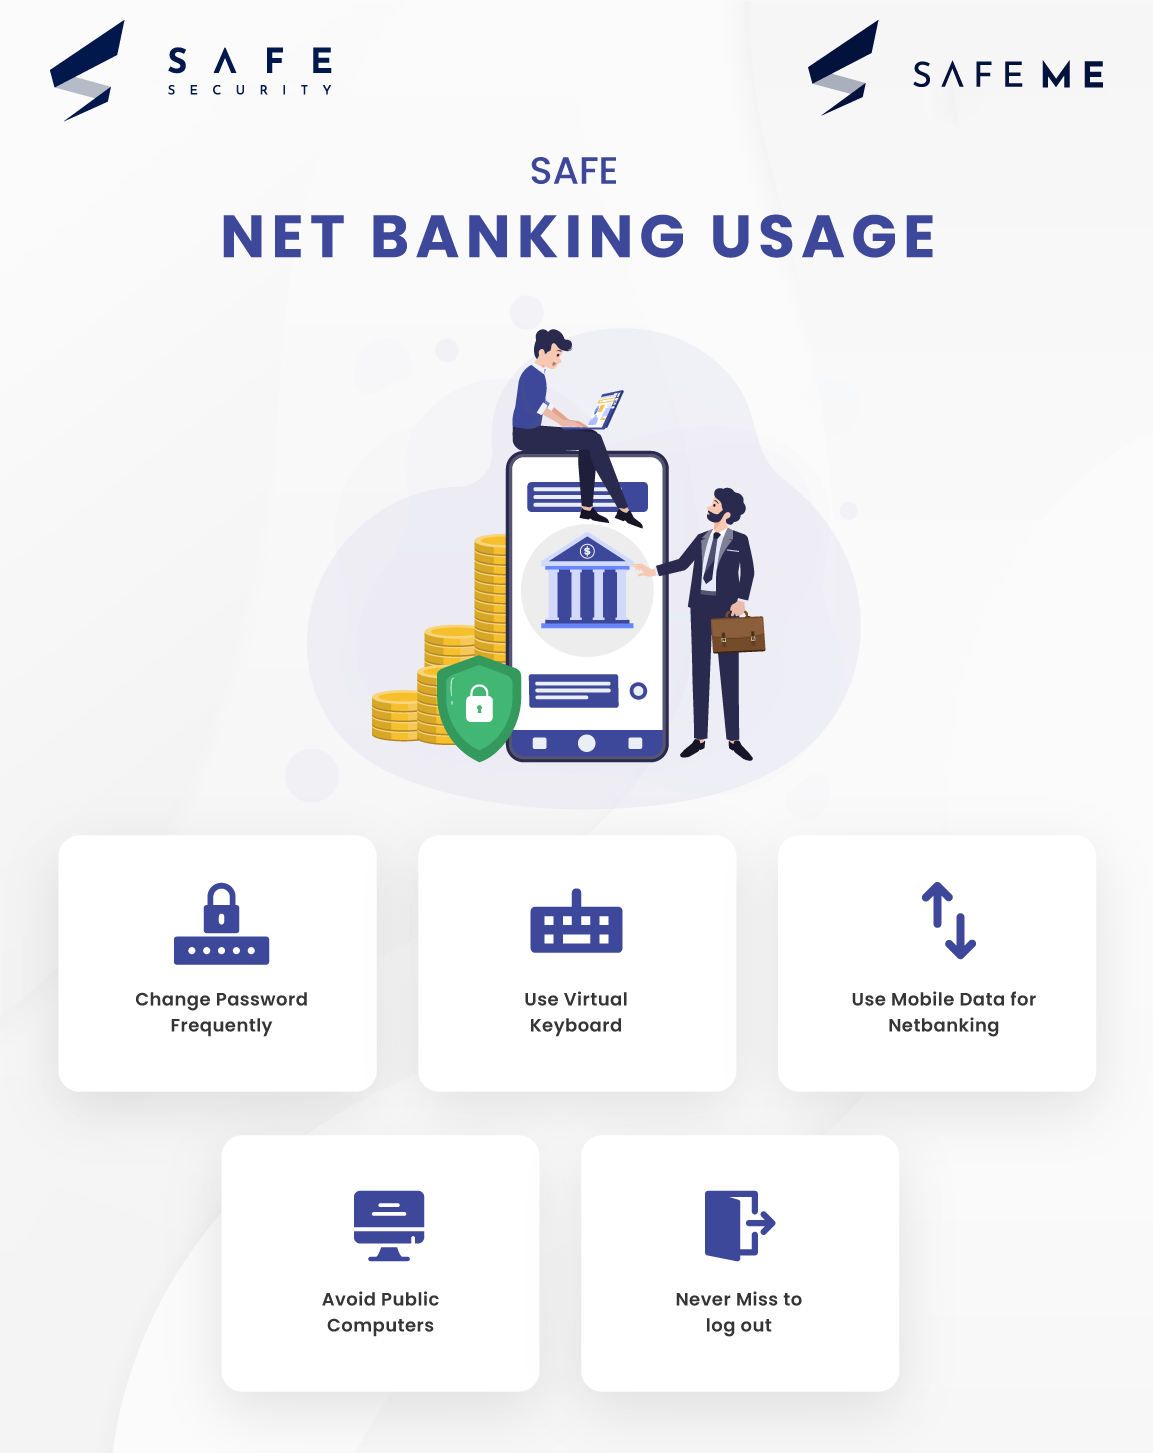 SAFE
SECURITY
SAFEME
SAFE
NET BANKING USAGE
$
Change Password
Frequently
Use Virtual
Keyboard
Use Mobile Data for
Netbanking
Avoid Public
Computers
Never Miss to
log out